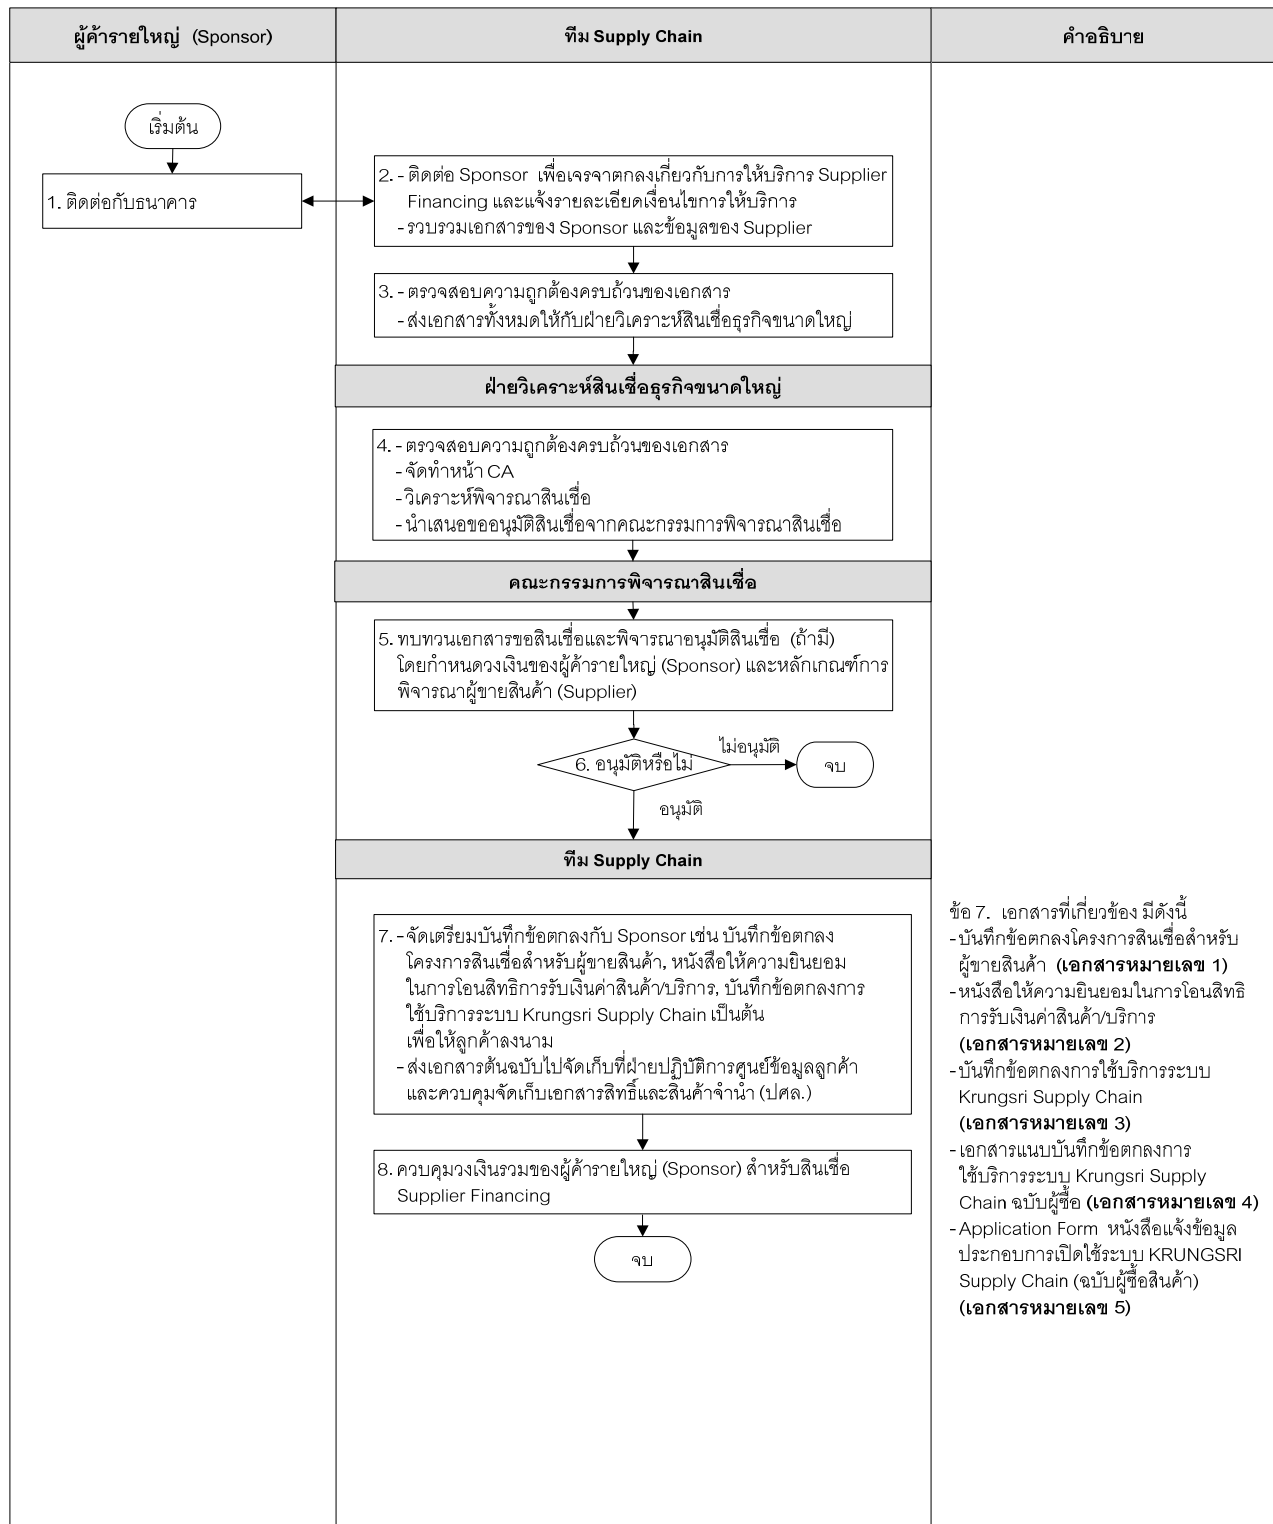 ผู้ค้ารายใหญ่ (Sponsor)
ทีม Supply Chain
คำอธิบาย
เริ่มต้น
1. ติดต่อกับธนาคาร
2. - ติดต่อ Sponsor เพื่อเจรจาตกลงเกี่ยวกับการให้บริการ Supplier
Financing และแจ้งรายละเอียดเงื่อนไขการให้บริการ
- รวบรวมเอกสารของ Sponsor และข้อมูลของ Supplier
3. - ตรวจสอบความถูกต้องครบถ้วนของเอกสาร
- ส่งเอกสารทั้งหมดให้กับฝ่ายวิเคราะห์สินเชื่อธุรกิจขนาดใหญ่
ฝ่ายวิเคราะห์สินเชื่อธุรกิจขนาดใหญ่
4. - ตรวจสอบความถูกต้องครบถ้วนของเอกสาร
- จัดทำหน้า CA
- วิเคราะห์พิจารณาสินเชื่อ
- นำเสนอขออนุมัติสินเชื่อจากคณะกรรมการพิจารณาสินเชื่อ
คณะกรรมการพิจารณาสินเชื่อ
5. ทบทวนเอกสารขอสินเชื่อและพิจารณาอนุมัติสินเชื่อ (ถ้ามี)
โดยกำหนดวงเงินของผู้ค้ารายใหญ่ (Sponsor) และหลักเกณฑ์การ
พิจารณาผู้ขายสินค้า (Supplier)
6. อนุมัติหรือไม่
ไม่อนุมัติ
จบ
อนุมัติ
ทีม Supply Chain
7. - จัดเตรียมบันทึกข้อตกลงกับ Sponsor เช่น บันทึกข้อตกลง
โครงการสินเชื่อสำหรับผู้ขายสินค้า, หนังสือให้ความยินยอม
ในการโอนสิทธิการรับเงินค่าสินค้า/บริการ, บันทึกข้อตกลงการ
ใช้บริการระบบ Krungsri Supply Chain เป็นต้น
เพื่อให้ลูกค้าลงนาม
- ส่งเอกสารต้นฉบับไปจัดเก็บที่ฝ่ายปฏิบัติการศูนย์ข้อมูลลูกค้า
และควบคุมจัดเก็บเอกสารสิทธิ์และสินค้าจำนำ (ปศล.)
8. ควบคุมวงเงินรวมของผู้ค้ารายใหญ่ (Sponsor) สำหรับสินเชื่อ
Supplier Financing
จบ
ข้อ 7. เอกสารที่เกี่ยวข้อง มีดังนี้
- บันทึกข้อตกลงโครงการสินเชื่อสำหรับ
ผู้ขายสินค้า (เอกสารหมายเลข 1)
- หนังสือให้ความยินยอมในการโอนสิทธิ
การรับเงินค่าสินค้า/บริการ
(เอกสารหมายเลข 2)
- บันทึกข้อตกลงการใช้บริการระบบ
Krungsri Supply Chain
(เอกสารหมายเลข 3)
- เอกสารแนบบันทึกข้อตกลงการ
ใช้บริการระบบ Krungsri Supply
Chain ฉบับผู้ซื้อ (เอกสารหมายเลข 4)
- Application Form หนังสือแจ้งข้อมูล
ประกอบการเปิดใช้ระบบ KRUNGSRI
Supply Chain (ฉบับผู้ซื้อสินค้า)
(เอกสารหมายเลข 5)